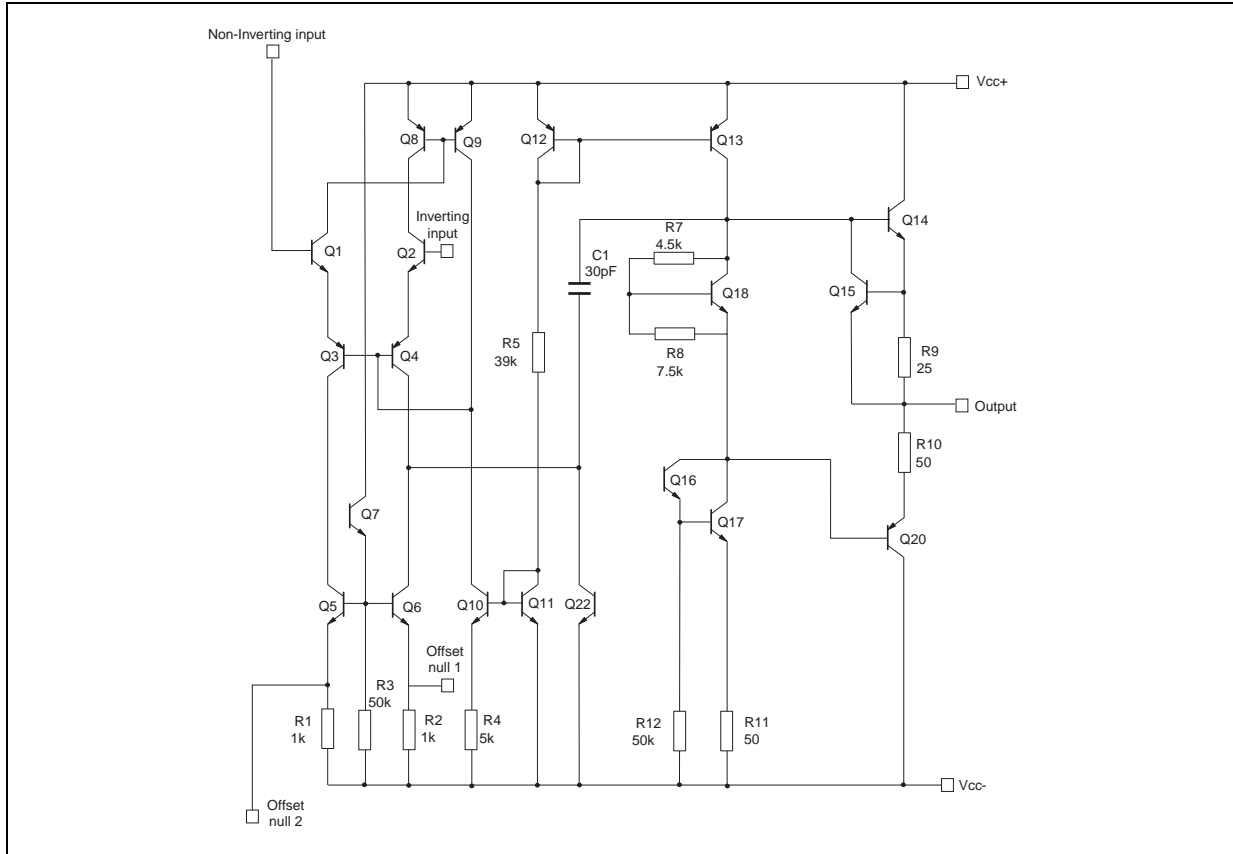 Non-Inverting input
Vcc+
Q8
Q9
Q12
Q13
Q14
Inverting
input
Q1
Q2
R7
4.5k
C1
30pF
Q18
Q15
Q3
Q4
R5
39k
R8
7.5k
R9
25
Output
R10
50
Q16
Q7
Q17
Q20
Q5
Q6
Q10
Q11
Q22
Offset
null 1
R3
50k
R1
1k
R2
1k
R4
5k
R12
50k
R11
50
Vcc-
Offset
null 2